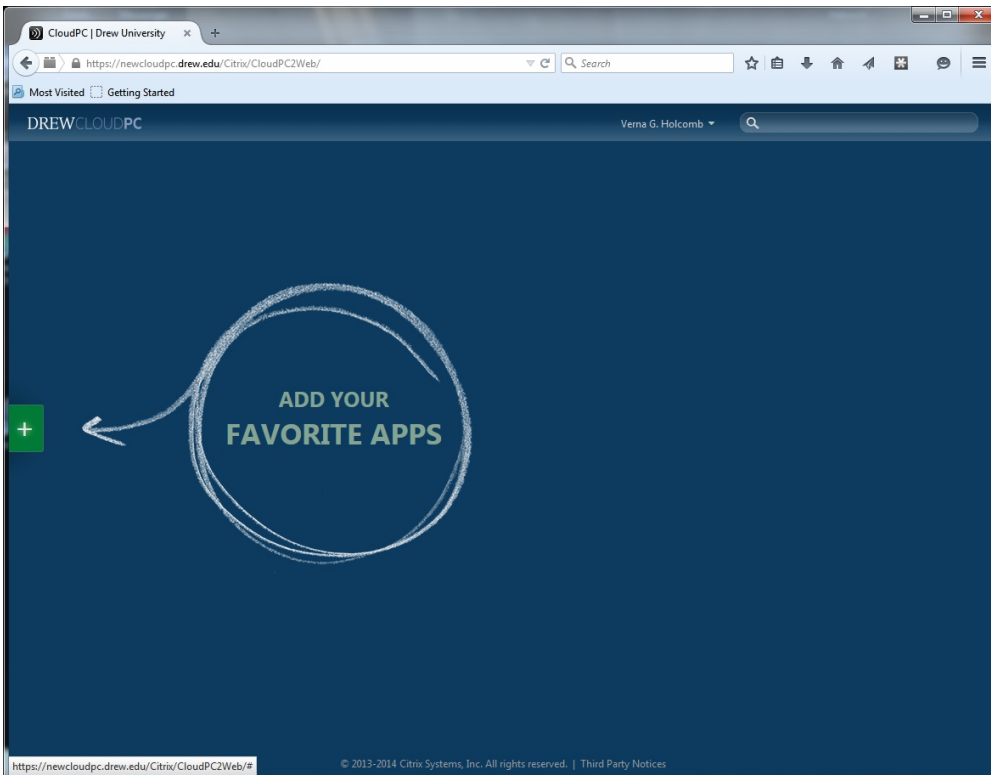 CloudPC | Drew University
https://newcloudpc.drew.edu/Citrix/CloudPC2Web/
Search
Most Visited Getting Started
DREWCLOUDPC Verna G. Holcomb
ADD YOUR
FAVORITE APPS
https://newcloudpc.drew.edu/Citrix/CloudPC2Web/#
© 2013-2014 Citrix Systems, Inc. All rights reserved. | Third Party Notices